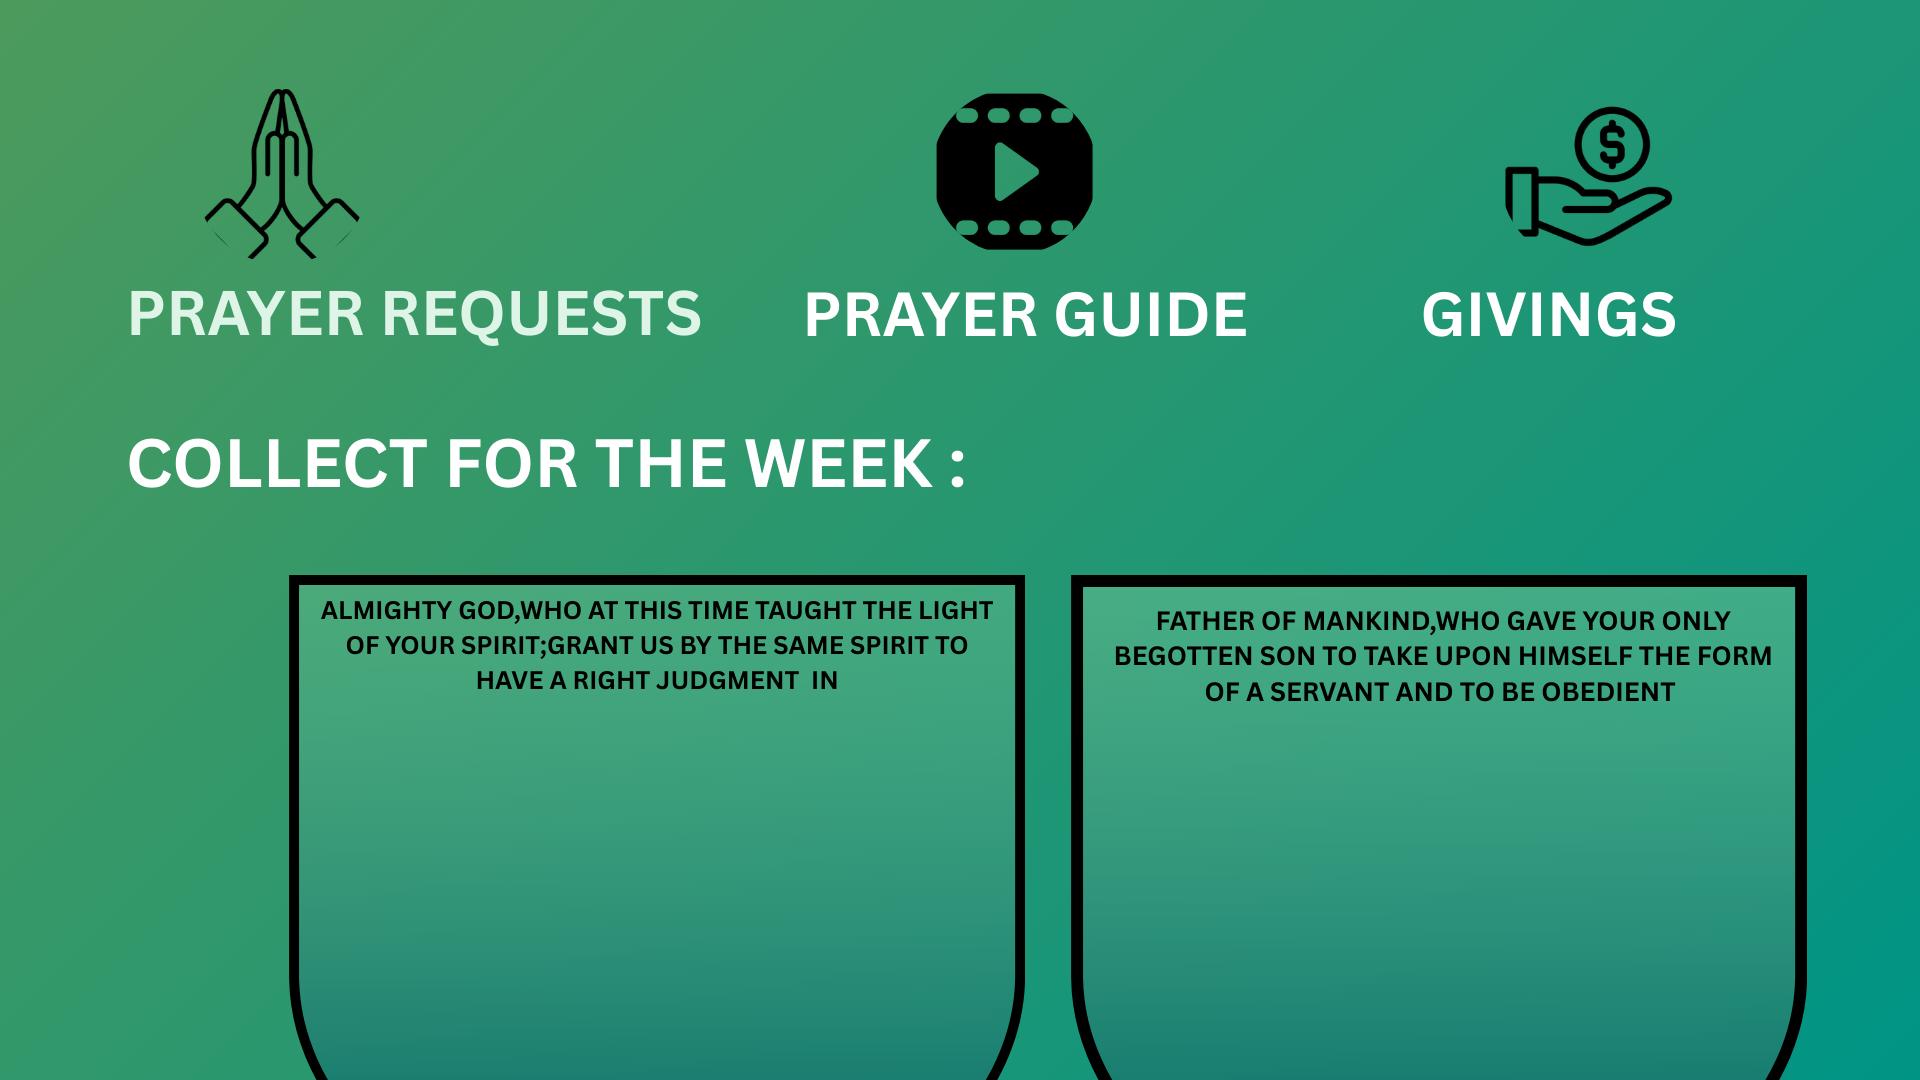 PRAYER REQUESTS
PRAYER GUIDE
GIVINGS
COLLECT FOR THE WEEK :
ALMIGHTY GOD,WHO AT THIS TIME TAUGHT THE LIGHT
OF YOUR SPIRIT;GRANT US BY THE SAME SPIRIT TO
HAVE A RIGHT JUDGMENT  IN
FATHER OF MANKIND,WHO GAVE YOUR ONLY
BEGOTTEN SON TO TAKE UPON HIMSELF THE FORM
OF A SERVANT AND TO BE OBEDIENT